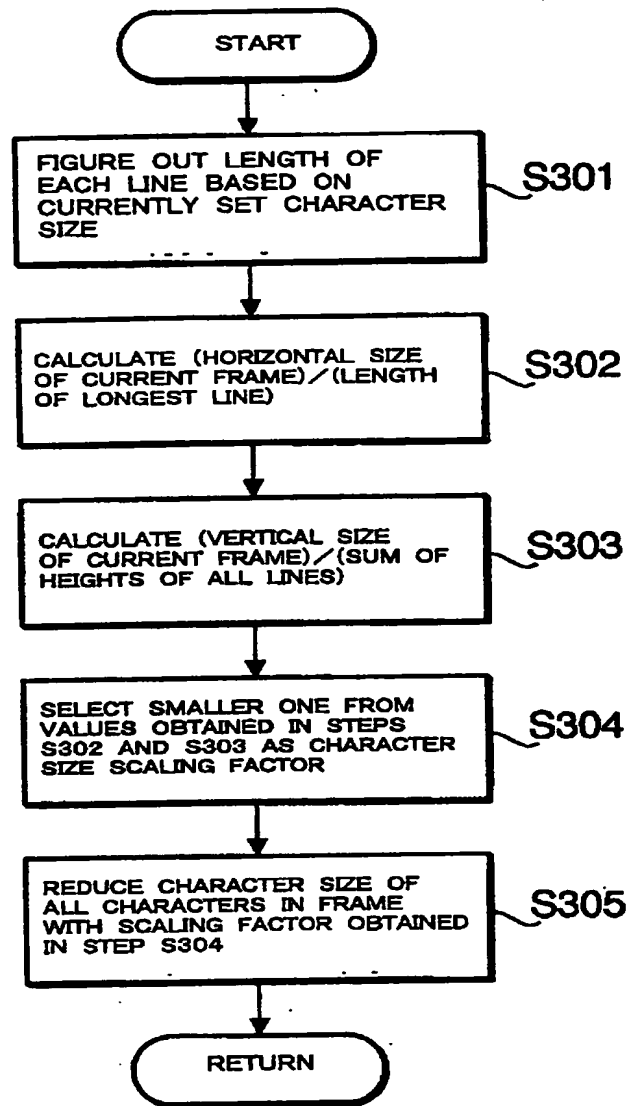 START
FIGURE OUT LENGTH OF
EACH LINE BASED ON
CURRENTLY SET CHARACTER
SIZE
S301
CALCULATE (HORIZONTAL SIZE
OF CURRENT FRAME)/(LENGTH
OF LONGEST LINE)
S302
CALCULATE (VERTICAL SIZE
OF CURRENT FRAME)/(SUM OF
HEIGHTS OF ALL LINES)
S303
SELECT SMALLER ONE FROM
VALUES OBTAINED IN STEPS
S302 AND S303 AS CHARACTER
SIZE SCALING FACTOR
S304
REDUCE CHARACTER SIZE OF
ALL CHARACTERS IN FRAME
WITH SCALING FACTOR OBTAINED
IN STEP S304
S305
RETURN